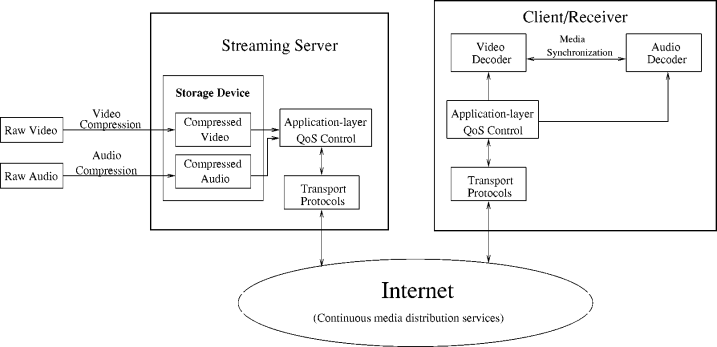 Client/Receiver
Streaming Server
Video
Decoder
Media
Synchronization
Audio
Decoder
Storage Device
Video
Compression
Raw Video
Compressed
Video
Application-layer
QoS Control
Application-layer
QoS Control
Audio
Compression
Raw Audio
Compressed
Audio
Transport
Protocols
Transport
Protocols
Internet
(Continuous media distribution services)